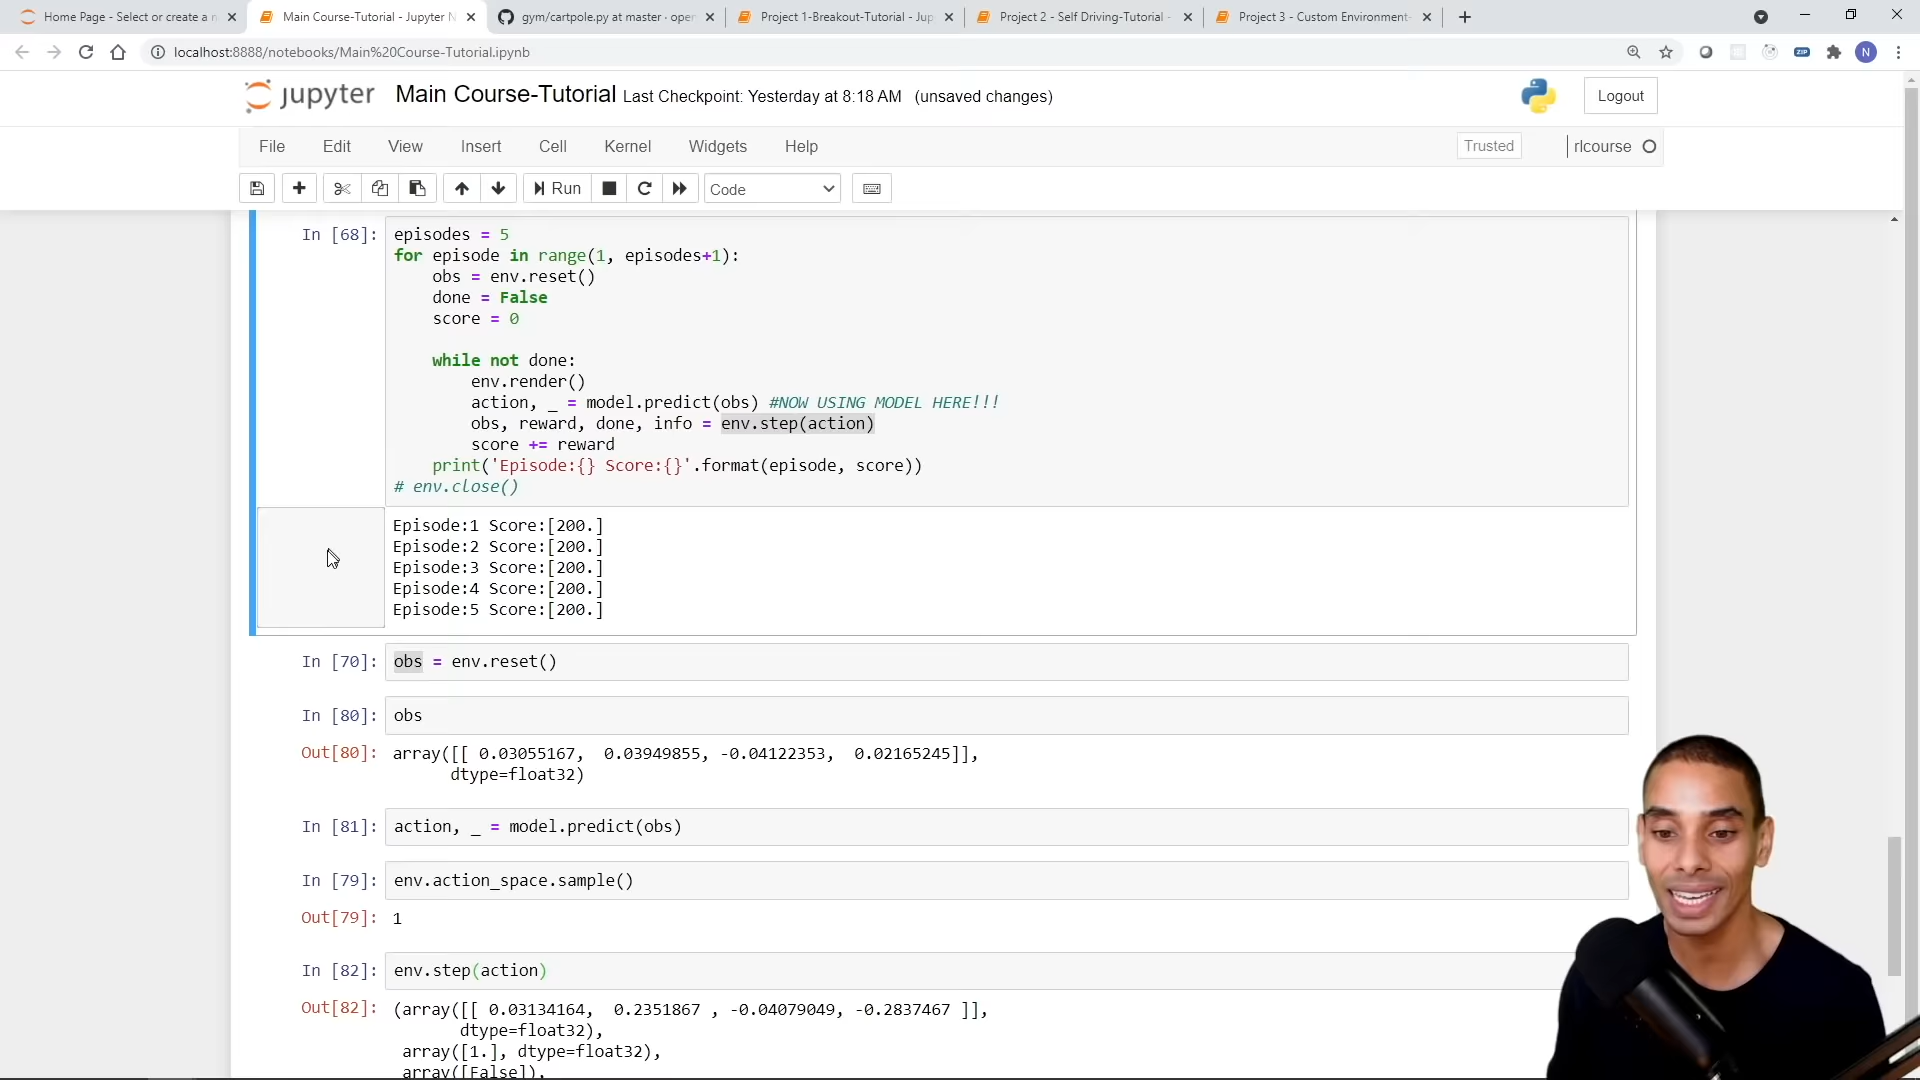 Home Page - Select or create a n
Main Course-Tutorial - Jupyter N
gym/cartpole.py at master · open
Project 1-Breakout-Tutorial - Jup
Project 2 - Self Driving-Tutorial -
Project 3 - Custom Environment-
localhost:8888/notebooks/Main%20Course-Tutorial.ipynb
ZIP
N
jupyter Main Course-Tutorial Last Checkpoint: Yesterday at 8:18 AM (unsaved changes)
Logout
File Edit View Insert Cell Kernel Widgets Help
Trusted
rlcourse
Run
Code
In [68]: episodes = 5
for episode in range(1, episodes+1):
    obs = env.reset()
    done = False
    score = 0
    while not done:
        env.render()
        action, _ = model.predict(obs) #NOW USING MODEL HERE!!!
        obs, reward, done, info = env.step(action)
        score += reward
    print('Episode:{} Score:{}'.format(episode, score))
# env.close()
Episode:1 Score:[200.]
Episode:2 Score:[200.]
Episode:3 Score:[200.]
Episode:4 Score:[200.]
Episode:5 Score:[200.]
In [70]: obs = env.reset()
In [80]: obs
Out[80]: array([[ 0.03055167,  0.03949855, -0.04122353,  0.02165245]],
      dtype=float32)
In [81]: action, _ = model.predict(obs)
In [79]: env.action_space.sample()
Out[79]: 1
In [82]: env.step(action)
Out[82]: (array([[ 0.03134164,  0.2351867 , -0.04079049, -0.2837467 ]],
       dtype=float32),
 array([1.], dtype=float32),
 array([False]),